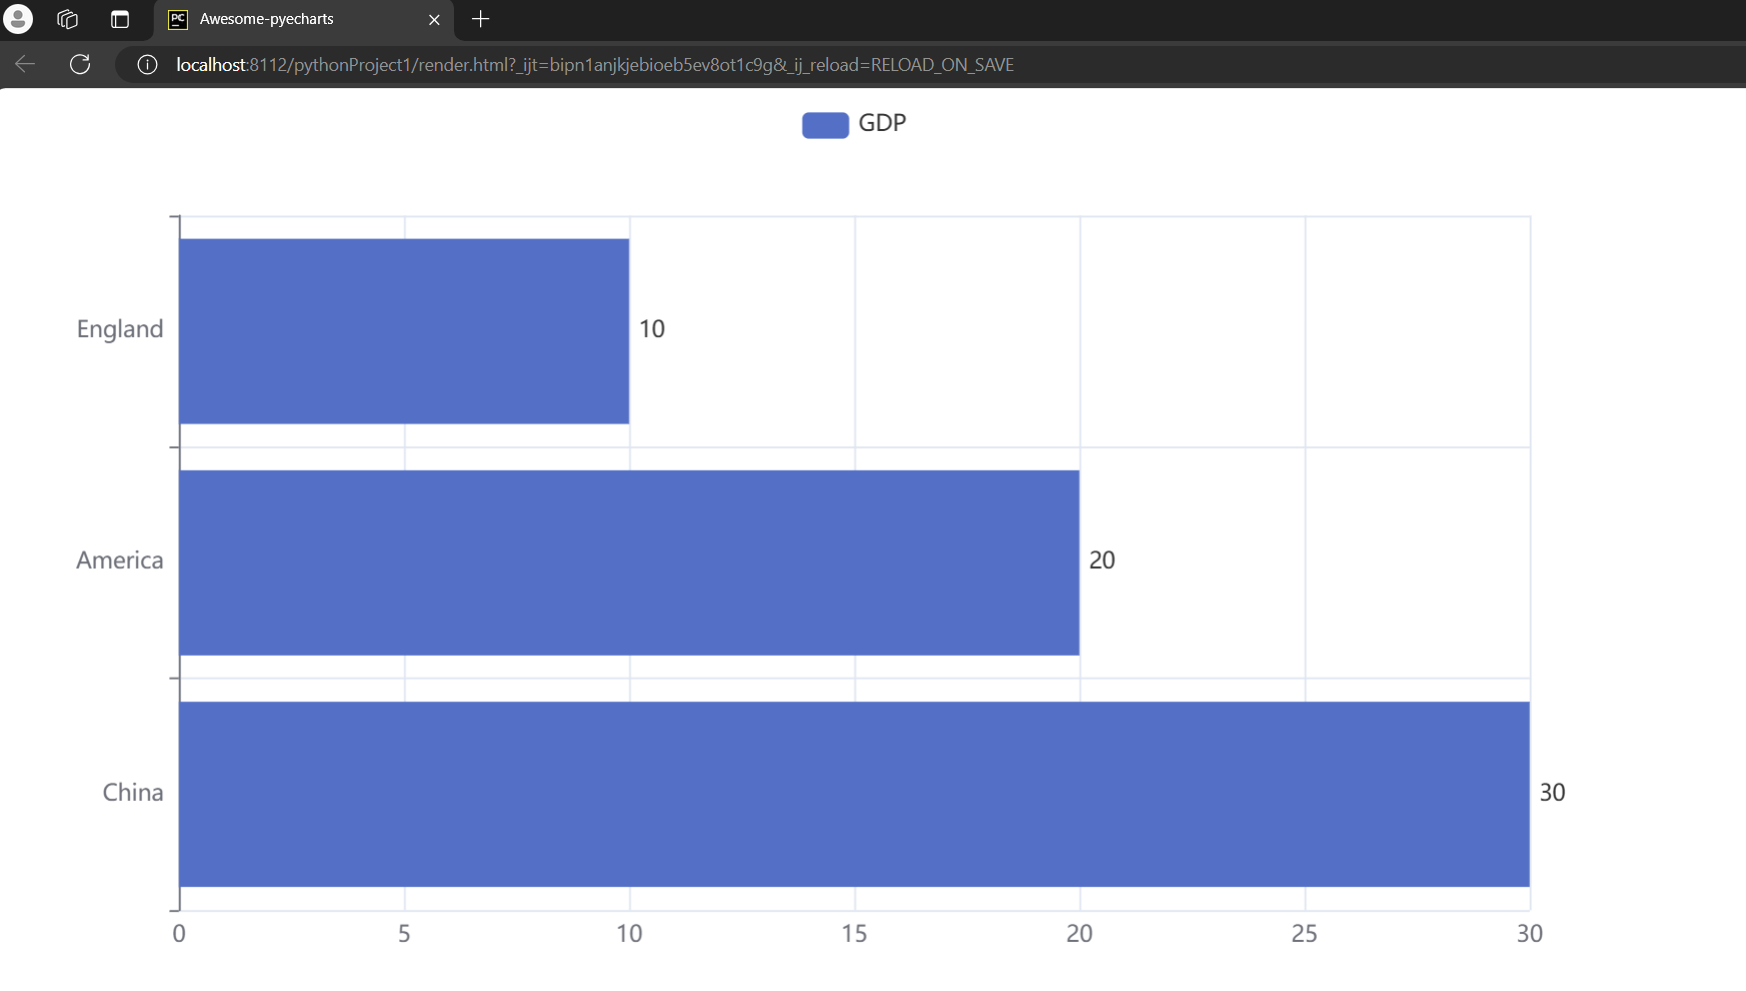 PC
Awesome-pyecharts
localhost:8112/pythonProject1/render.html?_ijt=bipn1anjkjebioeb5ev8ot1c9g&_ij_reload=RELOAD_ON_SAVE
GDP
England
10
America
20
China
30
0 5 10 15 20 25 30